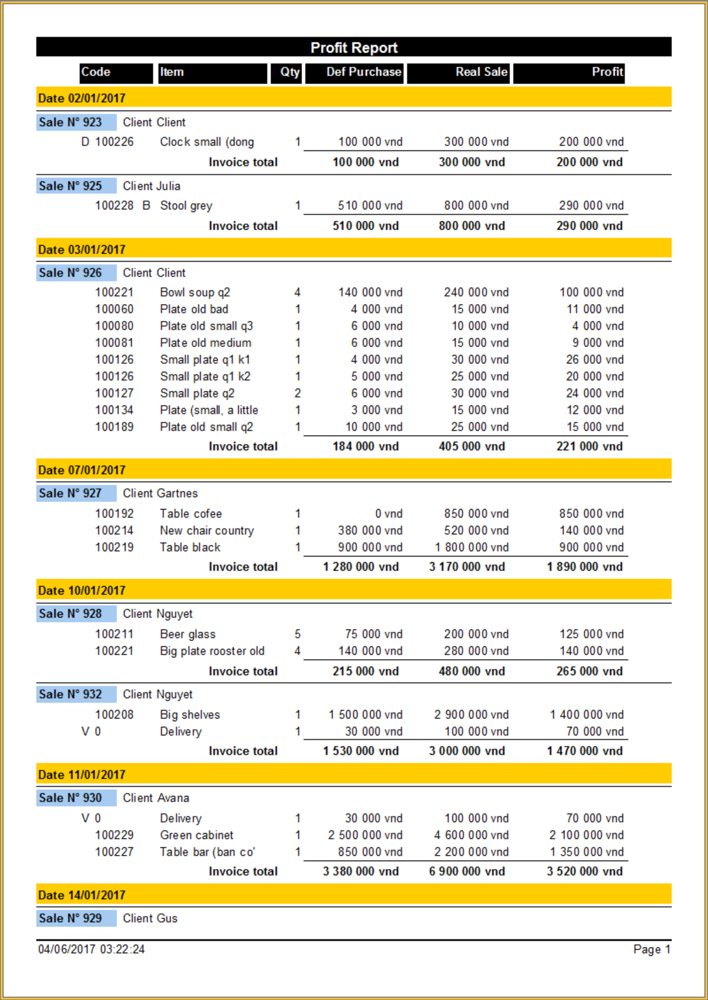 Profit Report
Code Item Qty Def Purchase Real Sale Profit
Date 02/01/2017
Sale N° 923 Client Client
D 100226 Clock small (dong 1 100 000 vnd 300 000 vnd 200 000 vnd
Invoice total 100 000 vnd 300 000 vnd 200 000 vnd
Sale N° 925 Client Julia
100228 B Stool grey 1 510 000 vnd 800 000 vnd 290 000 vnd
Invoice total 510 000 vnd 800 000 vnd 290 000 vnd
Date 03/01/2017
Sale N° 926 Client Client
100221 Bowl soup q2 4 140 000 vnd 240 000 vnd 100 000 vnd
100060 Plate old bad 1 4 000 vnd 15 000 vnd 11 000 vnd
100080 Plate old small q3 1 6 000 vnd 10 000 vnd 4 000 vnd
100081 Plate old medium 1 6 000 vnd 15 000 vnd 9 000 vnd
100126 Small plate q1 k1 1 4 000 vnd 30 000 vnd 26 000 vnd
100126 Small plate q1 k2 1 5 000 vnd 25 000 vnd 20 000 vnd
100127 Small plate q2 2 6 000 vnd 30 000 vnd 24 000 vnd
100134 Plate (small, a little 1 3 000 vnd 15 000 vnd 12 000 vnd
100189 Plate old small q2 1 10 000 vnd 25 000 vnd 15 000 vnd
Invoice total 184 000 vnd 405 000 vnd 221 000 vnd
Date 07/01/2017
Sale N° 927 Client Gartnes
100192 Table cofee 1 0 vnd 850 000 vnd 850 000 vnd
100214 New chair country 1 380 000 vnd 520 000 vnd 140 000 vnd
100219 Table black 1 900 000 vnd 1 800 000 vnd 900 000 vnd
Invoice total 1 280 000 vnd 3 170 000 vnd 1 890 000 vnd
Date 10/01/2017
Sale N° 928 Client Nguyet
100211 Beer glass 5 75 000 vnd 200 000 vnd 125 000 vnd
100221 Big plate rooster old 4 140 000 vnd 280 000 vnd 140 000 vnd
Invoice total 215 000 vnd 480 000 vnd 265 000 vnd
Sale N° 932 Client Nguyet
100208 Big shelves 1 1 500 000 vnd 2 900 000 vnd 1 400 000 vnd
V 0 Delivery 1 30 000 vnd 100 000 vnd 70 000 vnd
Invoice total 1 530 000 vnd 3 000 000 vnd 1 470 000 vnd
Date 11/01/2017
Sale N° 930 Client Avana
V 0 Delivery 1 30 000 vnd 100 000 vnd 70 000 vnd
100229 Green cabinet 1 2 500 000 vnd 4 600 000 vnd 2 100 000 vnd
100227 Table bar (ban co' 1 850 000 vnd 2 200 000 vnd 1 350 000 vnd
Invoice total 3 380 000 vnd 6 900 000 vnd 3 520 000 vnd
Date 14/01/2017
Sale N° 929 Client Gus
04/06/2017 03:22:24 Page 1